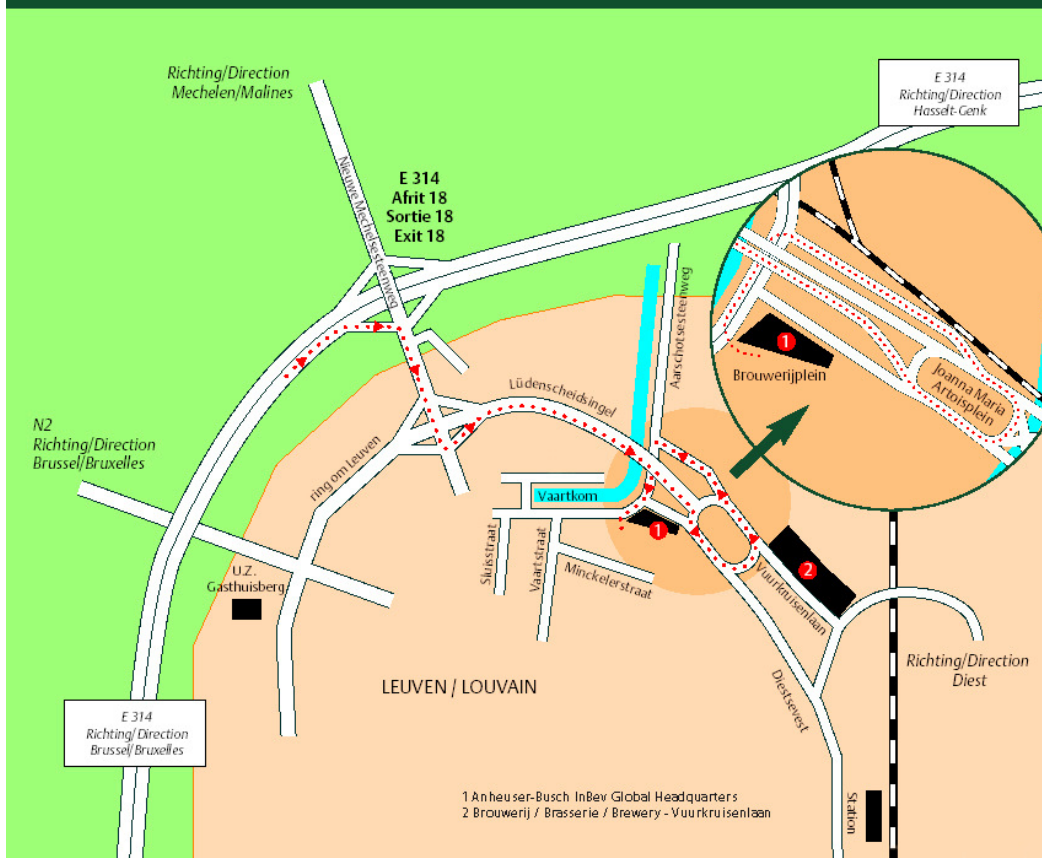 Richting/Direction
Mechelen/Malines
E 314
Richting/Direction
Hasselt-Genk
Nieuwe Mechelsesteenweg
E 314
Afrit 18
Sortie 18
Exit 18
Aarschotsesteenweg
1
Brouwerijplein
Joanna Maria
Artoisplein
Lüdenscheidsingel
N2
Richting/Direction
Brussel/Bruxelles
ring om Leuven
Vaartkom
1
Sluisstraat
Vaartstraat
Minckelerstraat
2
Vuurkruisenlaan
U.Z.
Gasthuisberg
Richting/Direction
Diest
LEUVEN / LOUVAIN
Diestsevest
E 314
Richting/Direction
Brussel/Bruxelles
1 Anheuser-Busch InBev Global Headquarters
2 Brouwerij / Brasserie / Brewery - Vuurkruisenlaan
Station